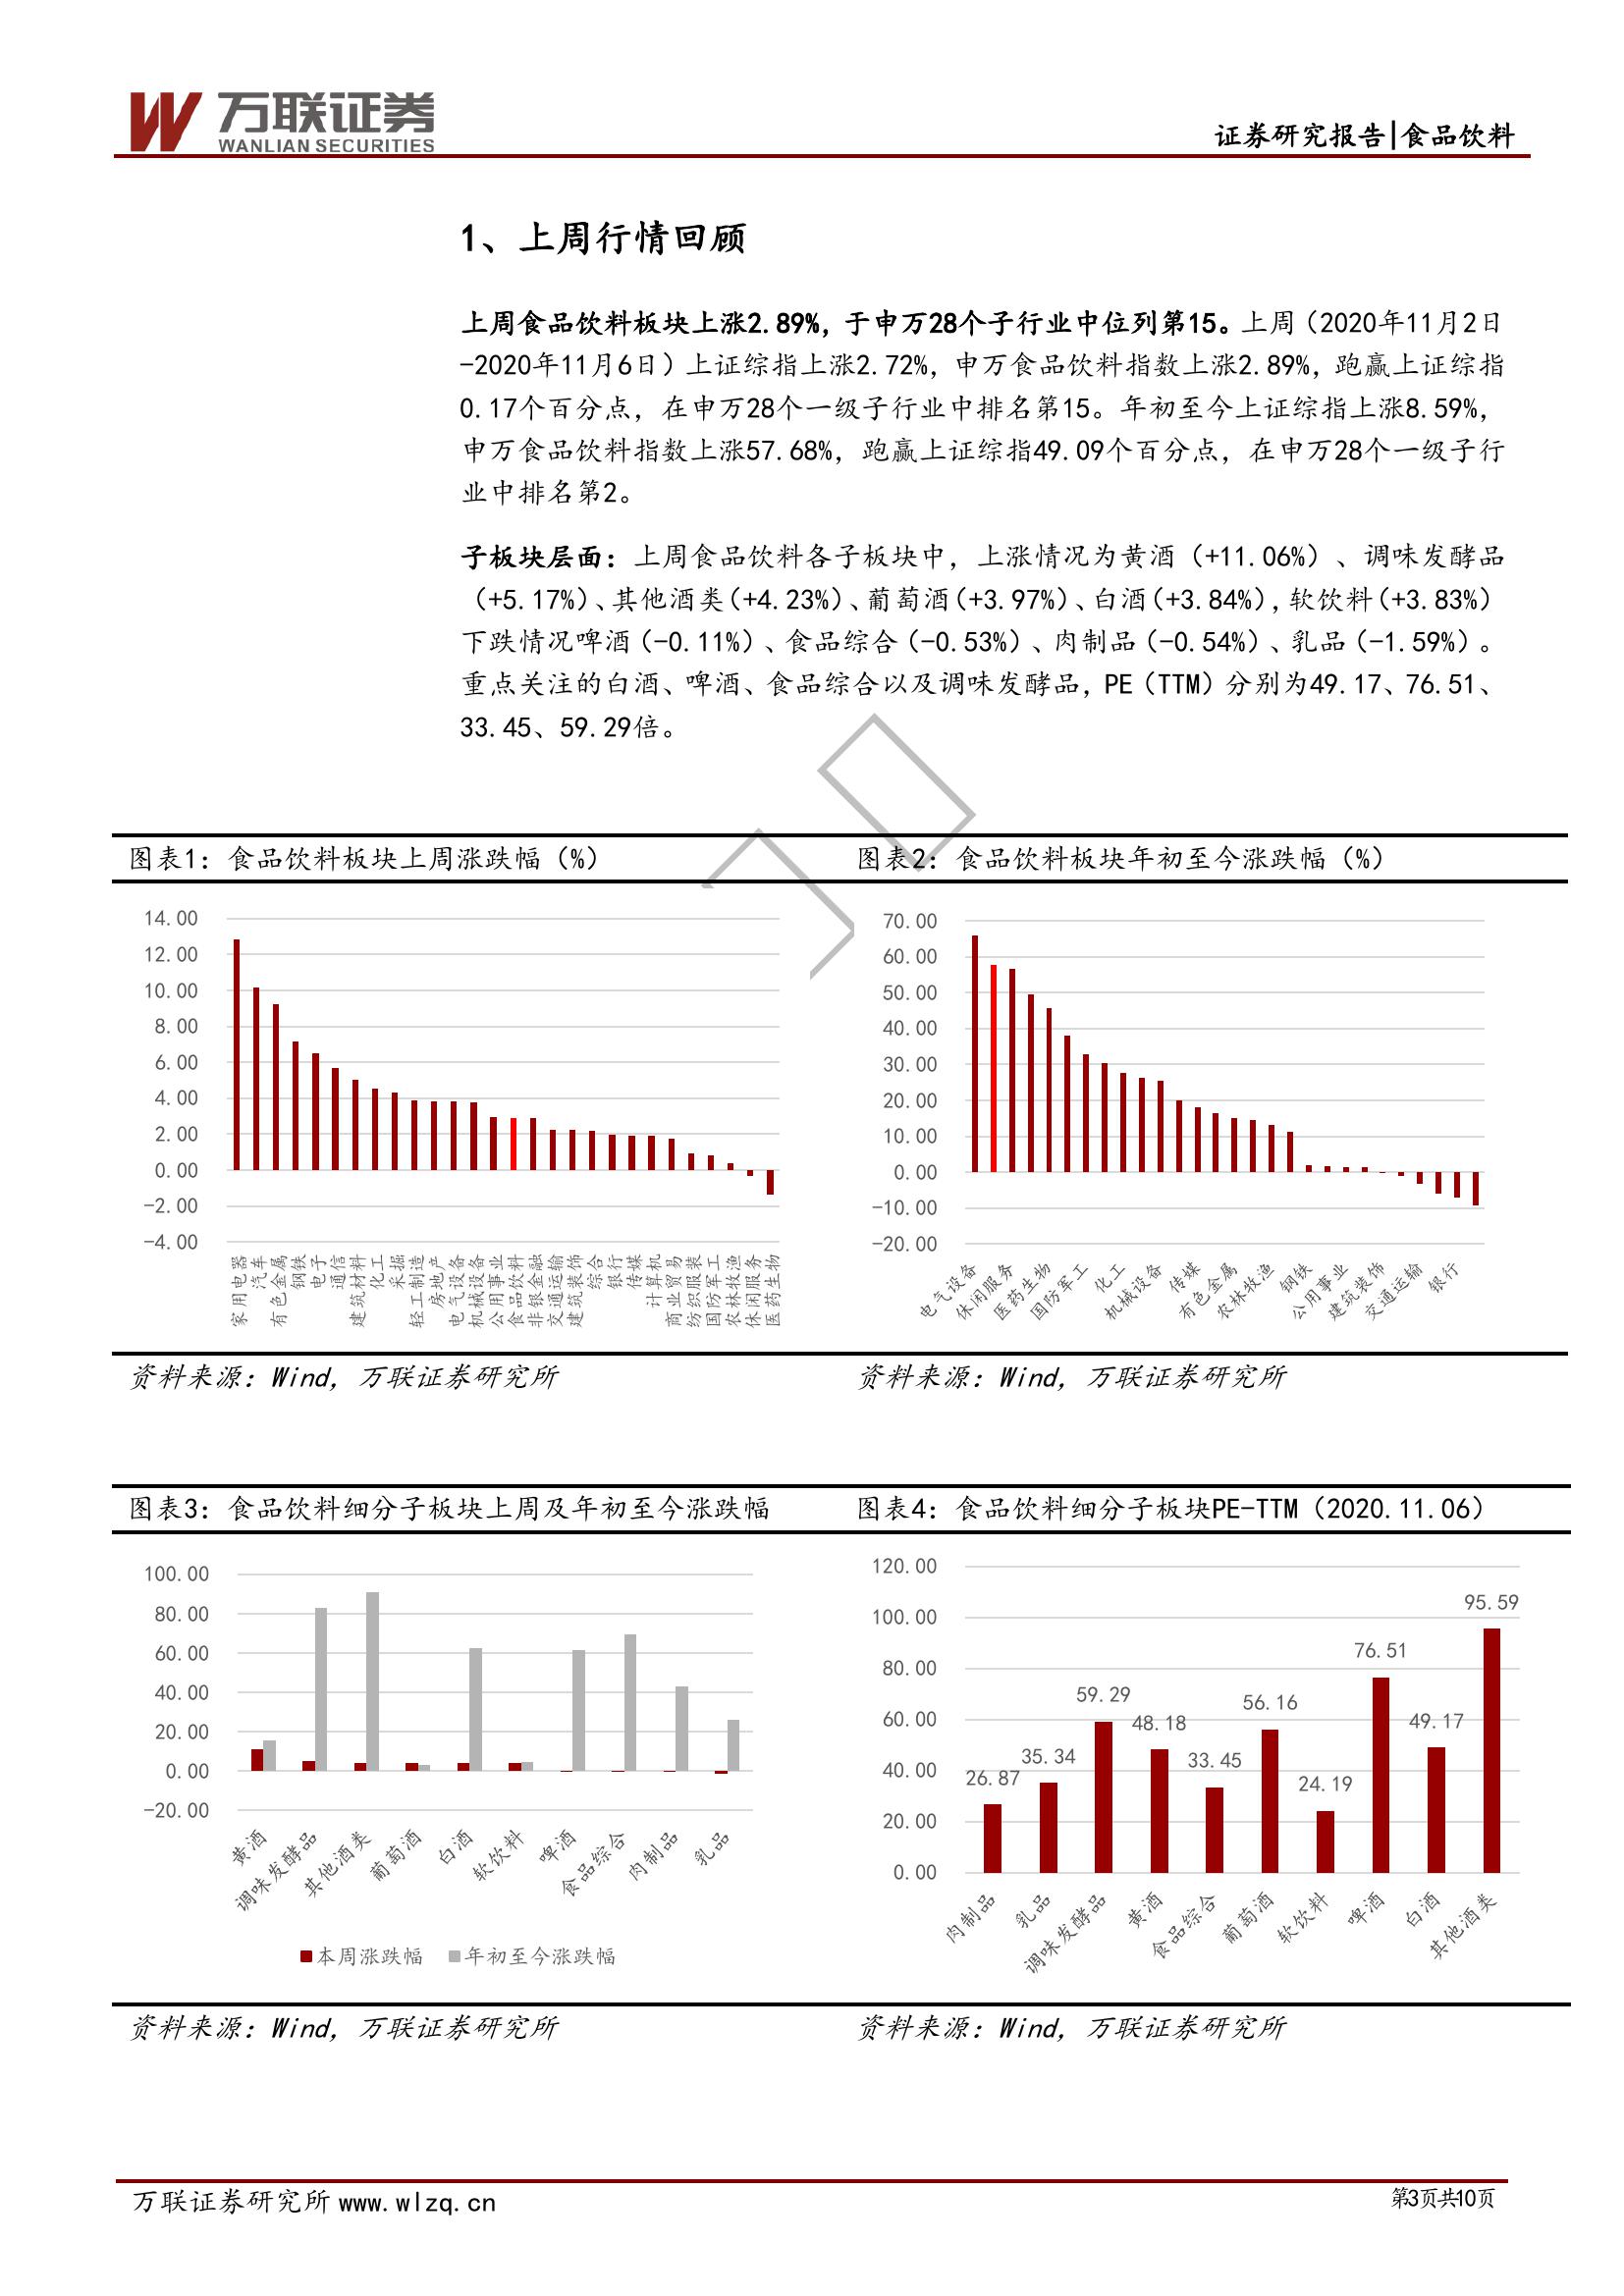 万联证券
WANLIAN SECURITIES
证券研究报告|食品饮料
1、上周行情回顾
上周食品饮料板块上涨2.89%，于申万28个子行业中位列第15。上周（2020年11月2日
-2020年11月6日）上证综指上涨2.72%，申万食品饮料指数上涨2.89%，跑赢上证综指
0.17个百分点，在申万28个一级子行业中排名第15。年初至今上证综指上涨8.59%，
申万食品饮料指数上涨57.68%，跑赢上证综指49.09个百分点，在申万28个一级子行
业中排名第2。
子板块层面：上周食品饮料各子板块中，上涨情况为黄酒（+11.06%）、调味发酵品
（+5.17%）、其他酒类（+4.23%）、葡萄酒（+3.97%）、白酒（+3.84%），软饮料（+3.83%）
下跌情况啤酒（-0.11%）、食品综合（-0.53%）、肉制品（-0.54%）、乳品（-1.59%）。
重点关注的白酒、啤酒、食品综合以及调味发酵品，PE（TTM）分别为49.17、76.51、
33.45、59.29倍。
图表1：食品饮料板块上周涨跌幅（%）
14.00
12.00
10.00
8.00
6.00
4.00
2.00
0.00
-2.00
-4.00
家用电器
汽车
有色金属
钢铁
电子
通信
建筑材料
化工
采掘
轻工制造
房地产
电气设备
机械设备
公用事业
食品饮料
非银金融
交通运输
建筑装饰
综合
银行
传媒
计算机
商业贸易
纺织服装
国防军工
农林牧渔
休闲服务
医药生物
资料来源：Wind，万联证券研究所
图表2：食品饮料板块年初至今涨跌幅（%）
70.00
60.00
50.00
40.00
30.00
20.00
10.00
0.00
-10.00
-20.00
电气设备
休闲服务
医药生物
国防军工
化工
机械设备
传媒
有色金属
农林牧渔
钢铁
公用事业
建筑装饰
交通运输
银行
资料来源：Wind，万联证券研究所
图表3：食品饮料细分子板块上周及年初至今涨跌幅
100.00
80.00
60.00
40.00
20.00
0.00
-20.00
黄酒
调味发酵品
其他酒类
葡萄酒
白酒
软饮料
啤酒
食品综合
肉制品
乳品
本周涨跌幅
年初至今涨跌幅
资料来源：Wind，万联证券研究所
图表4：食品饮料细分子板块PE-TTM（2020.11.06）
120.00
100.00
80.00
60.00
40.00
20.00
0.00
26.87
35.34
59.29
48.18
33.45
56.16
24.19
76.51
49.17
95.59
肉制品
乳品
调味发酵品
黄酒
食品综合
葡萄酒
软饮料
啤酒
白酒
其他酒类
资料来源：Wind，万联证券研究所
万联证券研究所 www.wlzq.cn
第3页共10页